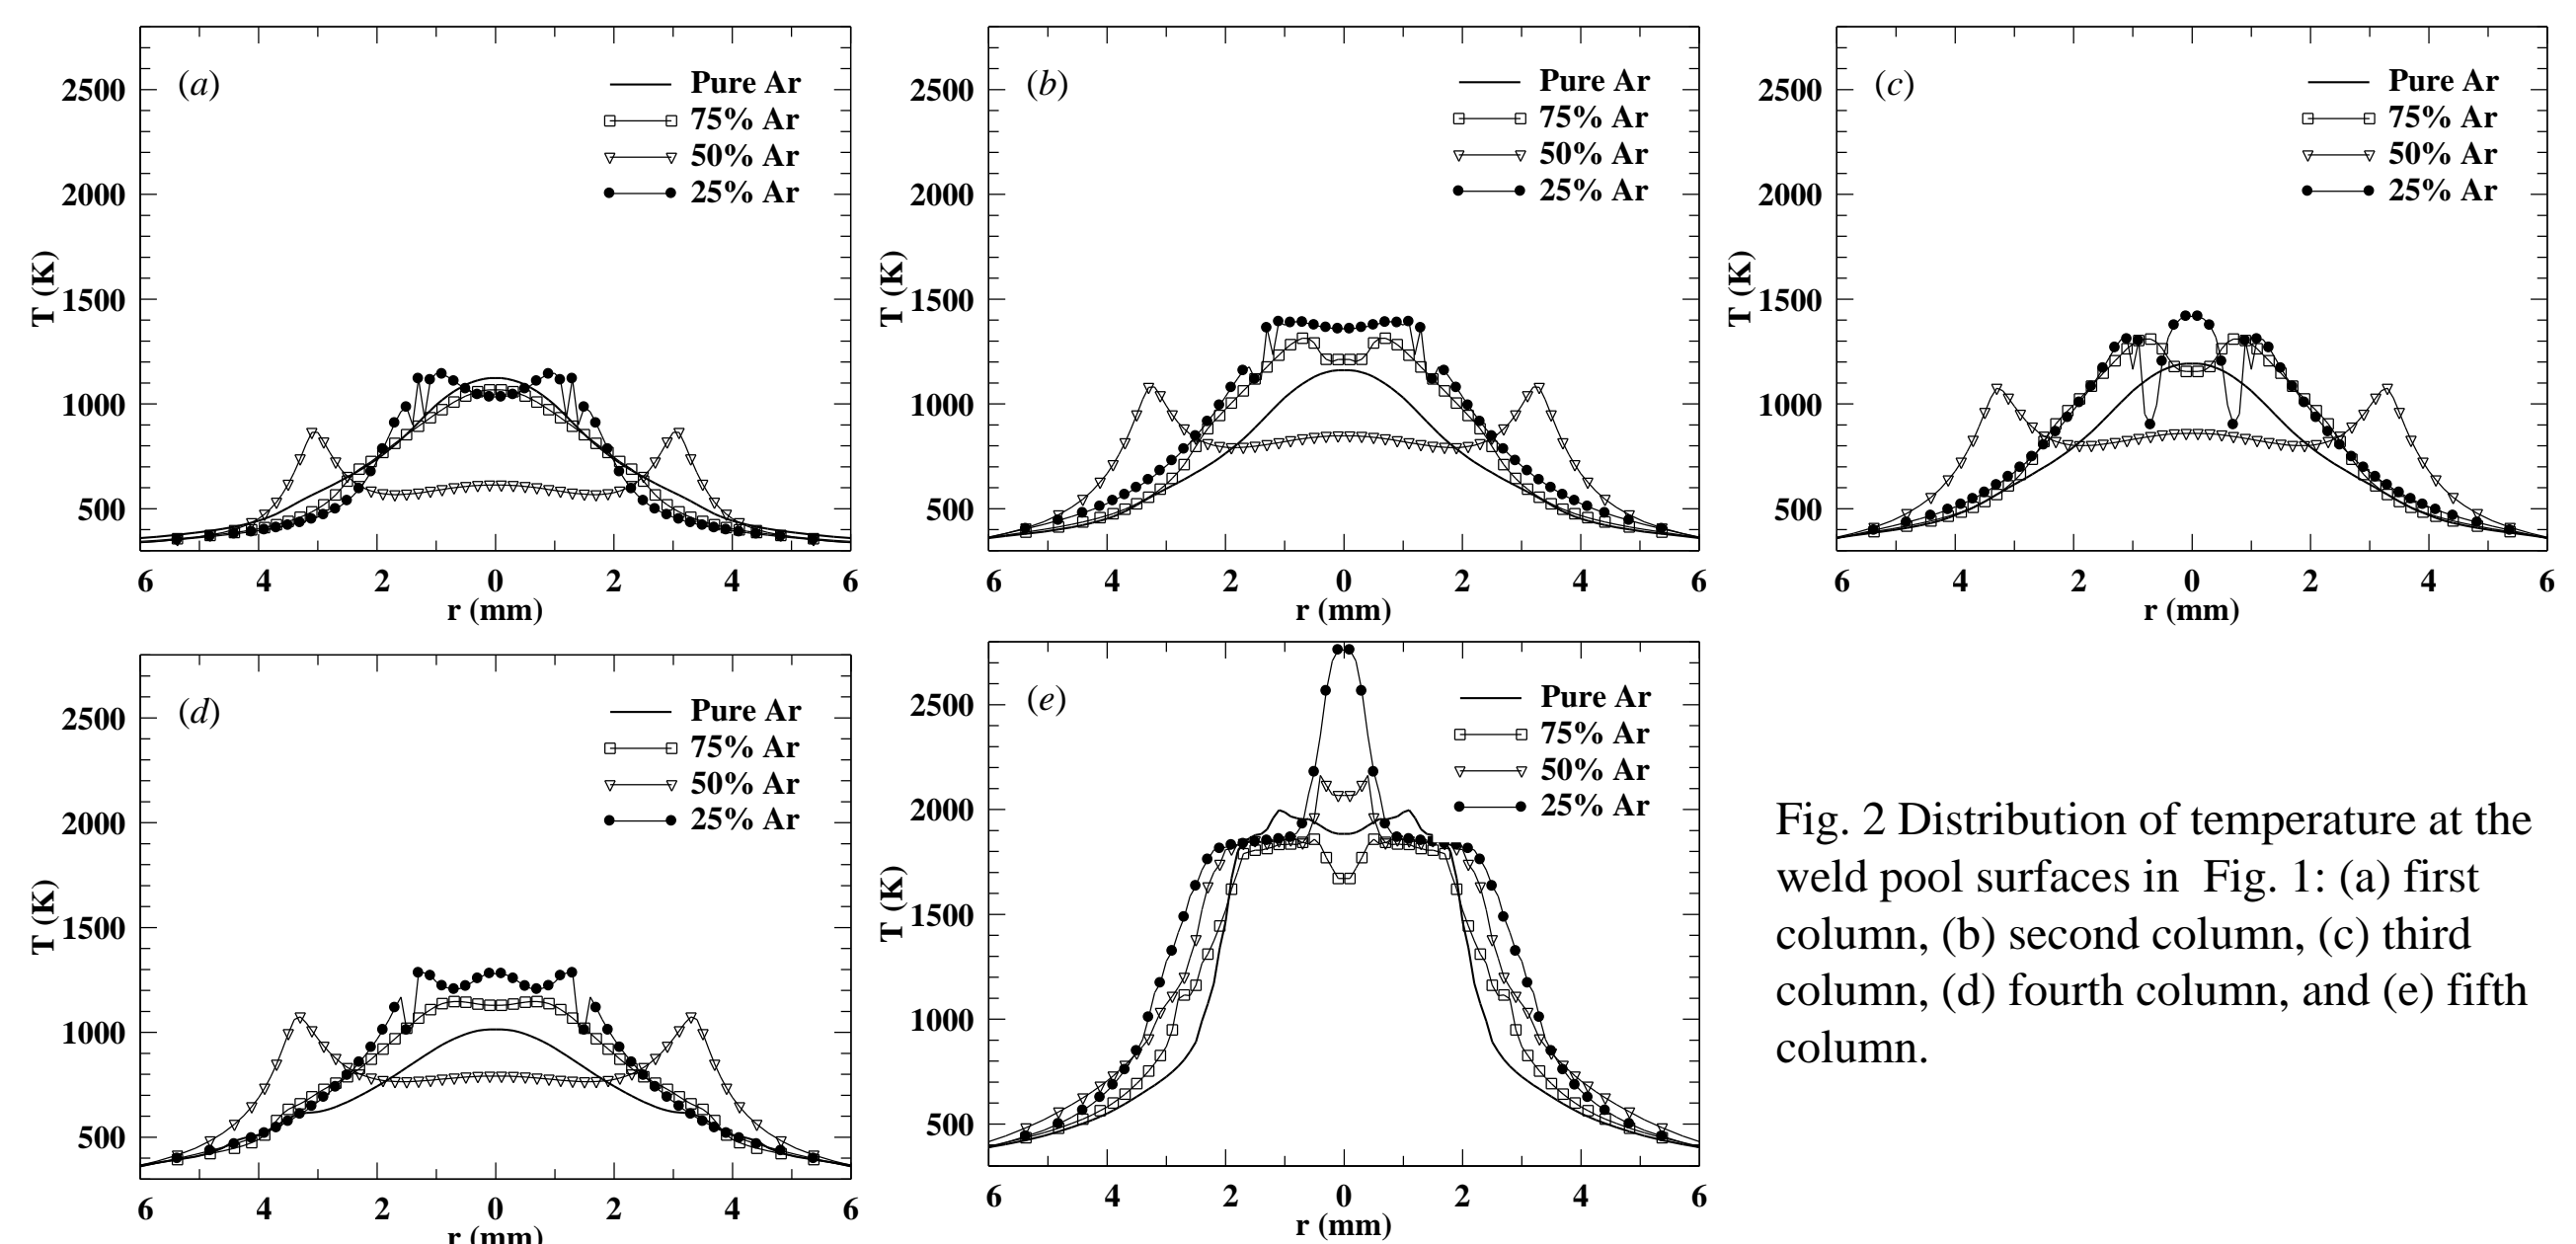 (a)
Pure Ar
75% Ar
50% Ar
25% Ar
2500
2000
1500
1000
500
T (K)
6 4 2 0 2 4 6
r (mm)
(b)
Pure Ar
75% Ar
50% Ar
25% Ar
2500
2000
1500
1000
500
T (K)
6 4 2 0 2 4 6
r (mm)
(c)
Pure Ar
75% Ar
50% Ar
25% Ar
2500
2000
1500
1000
500
T (K)
6 4 2 0 2 4 6
r (mm)
(d)
Pure Ar
75% Ar
50% Ar
25% Ar
2500
2000
1500
1000
500
T (K)
6 4 2 0 2 4 6
r (mm)
(e)
Pure Ar
75% Ar
50% Ar
25% Ar
2500
2000
1500
1000
500
T (K)
6 4 2 0 2 4 6
r (mm)
Fig. 2 Distribution of temperature at the
weld pool surfaces in Fig. 1: (a) first
column, (b) second column, (c) third
column, (d) fourth column, and (e) fifth
column.